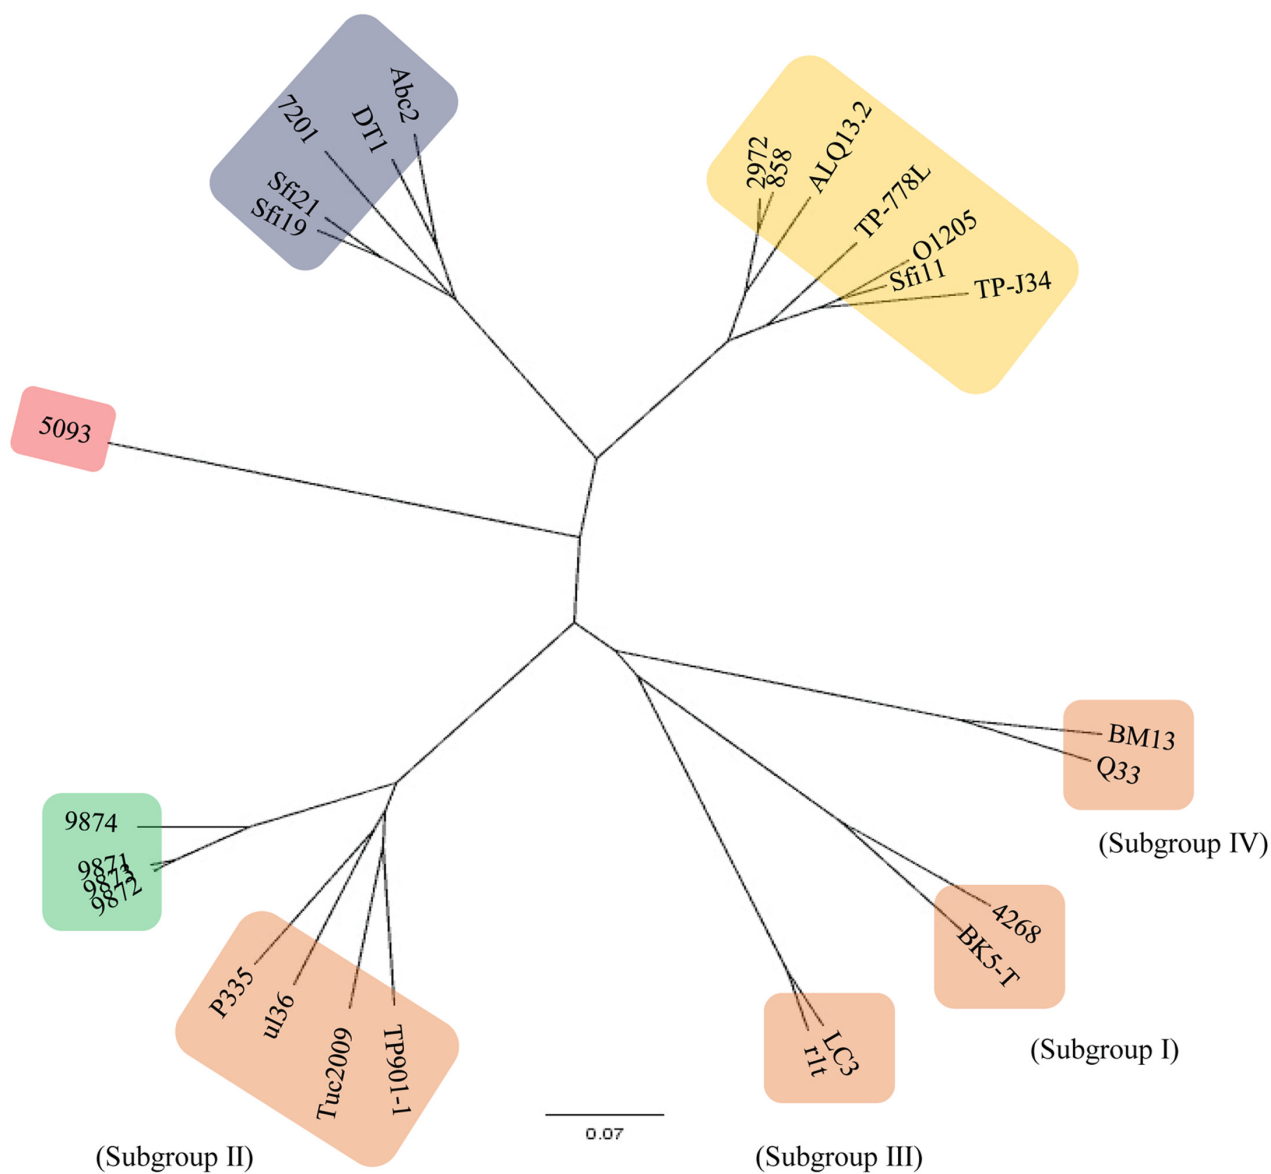 Abc2
DT1
7201
Sfi21
Sfi19
2972
858
ALQ13.2
TP-778L
O1205
Sfi11
TP-J34
5093
BM13
Q33
(Subgroup IV)
9874
9871
9873
9872
4268
BK5-T
(Subgroup I)
P335
ul36
Tuc2009
TP901-1
LC3
r1t
0.07
(Subgroup II)
(Subgroup III)